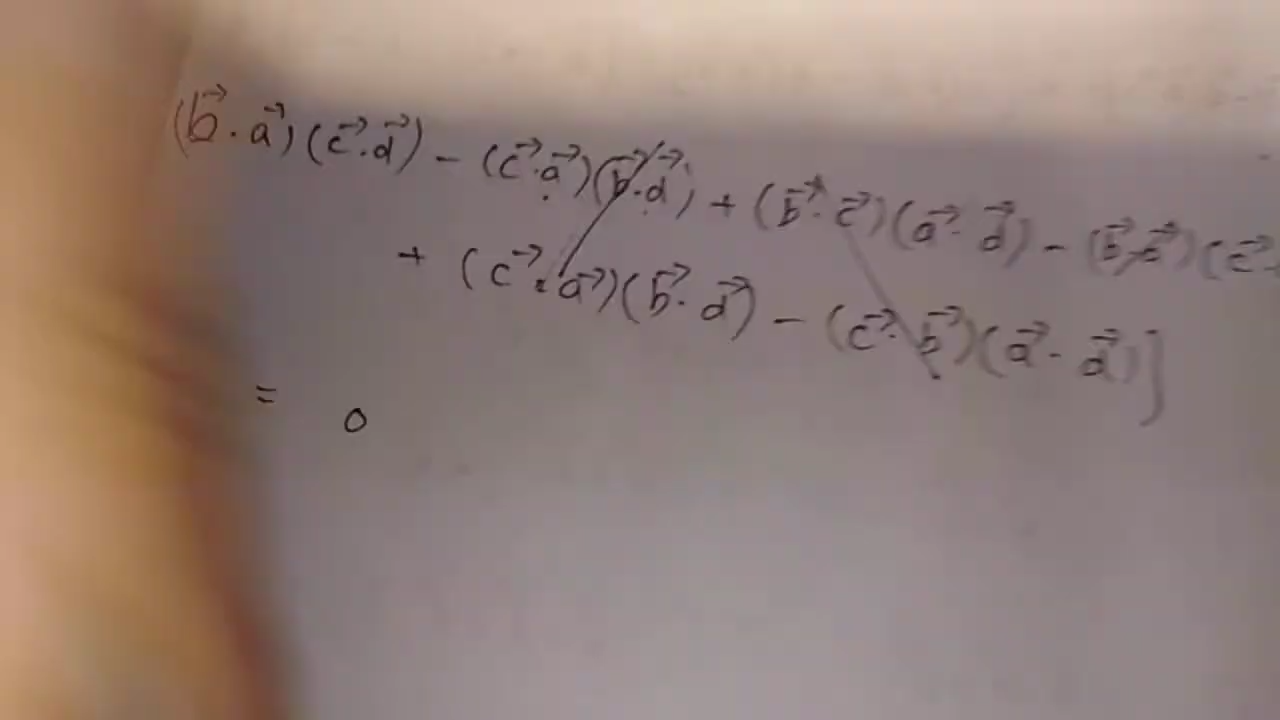 (b⃗ · a⃗)(c⃗ · d⃗) − (c⃗ · a⃗)(b⃗ · d⃗) + (b⃗ · c⃗)(a⃗ · d⃗) − (b⃗ · a⃗)(c⃗ ·
+ (c⃗ · a⃗)(b⃗ · d⃗) − (c⃗ · b⃗)(a⃗ · d⃗)]
= 0